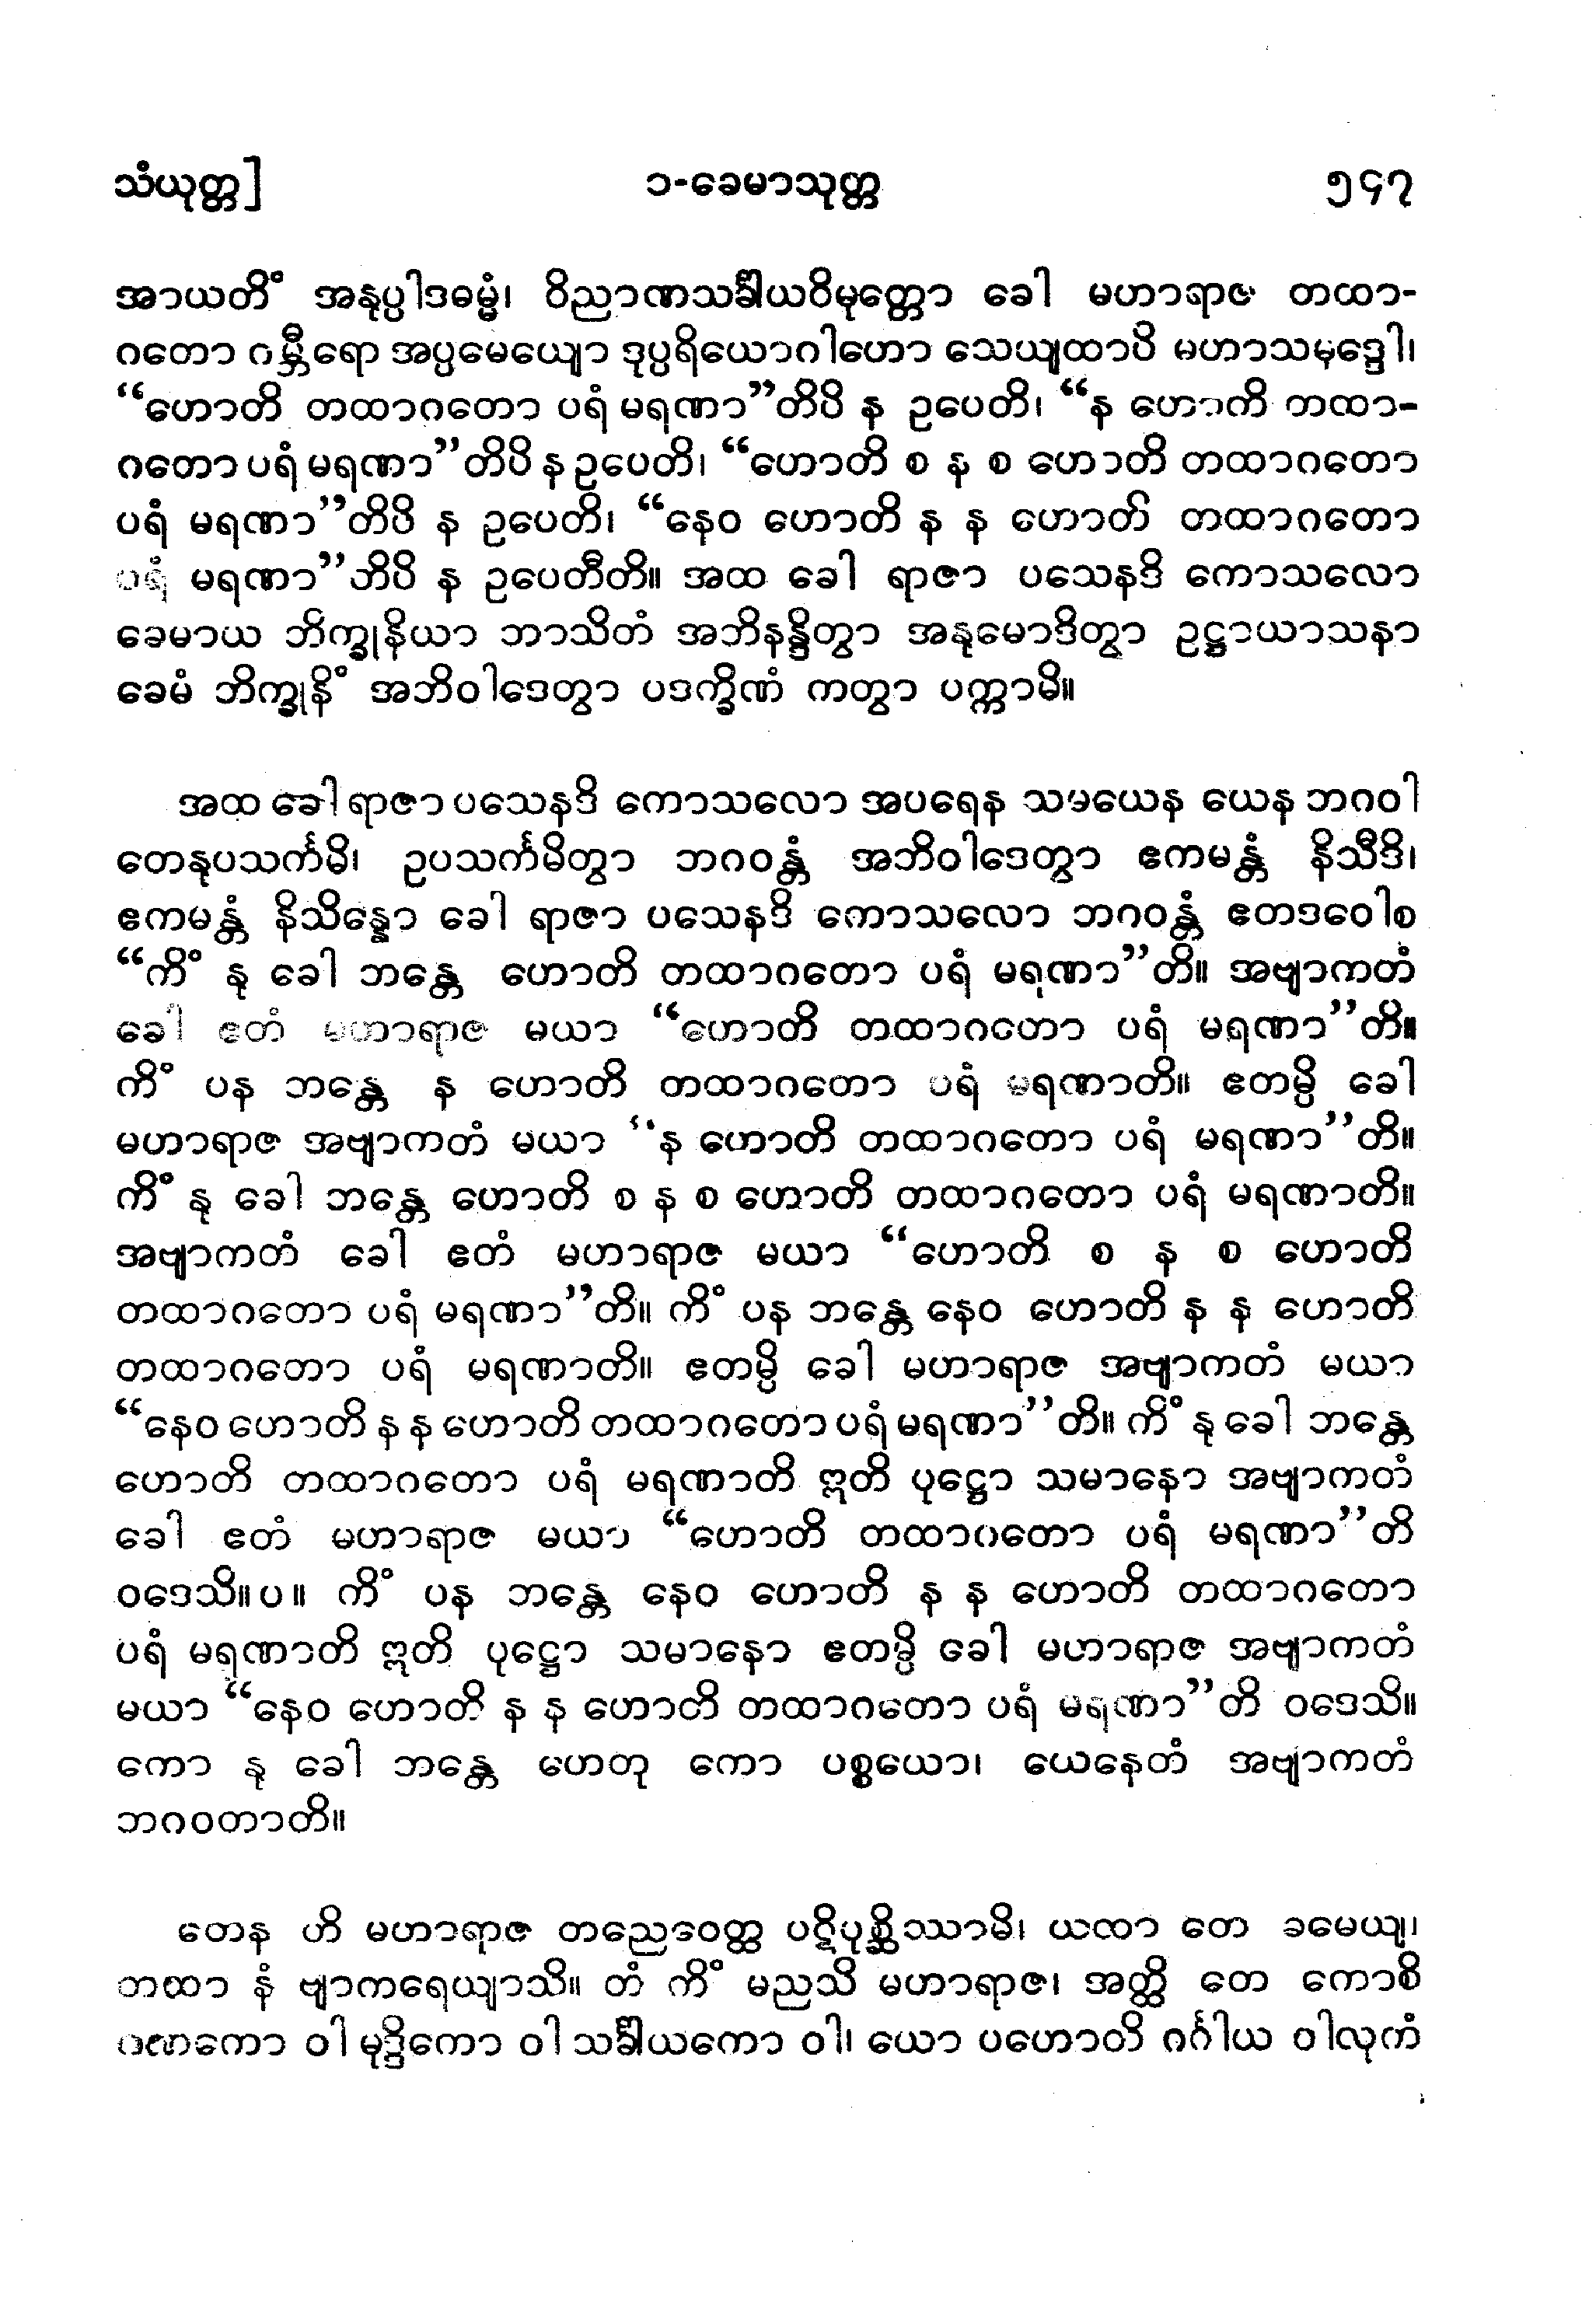 သံယုတ္တ] ၁-ခေမာသုတ္တ ၅၄၇
အာယတိံ အနုပ္ပါဒဓမ္မံ၊ ဝိညာဏသင်္ခါယဝိမုတ္တော ခေါ မဟာရာဇ တထာ-
ဂတော ဂမ္ဘီရော အပ္ပမေယျော ဒုပ္ပရိယောဂါဟော သေယျထာပိ မဟာသမုဒ္ဒေါ၊
“ဟောတိ တထာဂတော ပရံ မရဏာ”တိပိ န ဥပေတိ၊ “န ဟောတိ တထာ-
ဂတော ပရံ မရဏာ”တိပိ န ဥပေတိ၊ “ဟောတိ စ န စ ဟောတိ တထာဂတော
ပရံ မရဏာ”တိပိ န ဥပေတိ၊ “နေဝ ဟောတိ န န ဟောတိ တထာဂတော
ပရံ မရဏာ”တိပိ န ဥပေတီတိ။ အထ ခေါ ရာဇာ ပသေနဒိ ကောသလော
ခေမာယ ဘိက္ခုနိယာ ဘာသိတံ အဘိနန္ဒိတွာ အနုမောဒိတွာ ဥဋ္ဌာယာသနာ
ခေမံ ဘိက္ခုနိံ အဘိဝါဒေတွာ ပဒက္ခိဏံ ကတွာ ပက္ကာမိ။
အထ ခေါ ရာဇာ ပသေနဒိ ကောသလော အပရေန သမယေန ယေန ဘဂဝါ
တေနုပသင်္ကမိ၊ ဥပသင်္ကမိတွာ ဘဂဝန္တံ အဘိဝါဒေတွာ ဧကမန္တံ နိသီဒိ၊
ဧကမန္တံ နိသိန္နော ခေါ ရာဇာ ပသေနဒိ ကောသလော ဘဂဝန္တံ ဧတဒဝေါစ
“ကိံ နု ခေါ ဘန္တေ ဟောတိ တထာဂတော ပရံ မရဏာ”တိ။ အဗျာကတံ
ခေါ ဧတံ မဟာရာဇ မယာ “ဟောတိ တထာဂတော ပရံ မရဏာ”တိ။
ကိံ ပန ဘန္တေ န ဟောတိ တထာဂတော ပရံ မရဏာတိ။ ဧတမ္ပိ ခေါ
မဟာရာဇ အဗျာကတံ မယာ “န ဟောတိ တထာဂတော ပရံ မရဏာ”တိ။
ကိံ နု ခေါ ဘန္တေ ဟောတိ စ န စ ဟောတိ တထာဂတော ပရံ မရဏာတိ။
အဗျာကတံ ခေါ ဧတံ မဟာရာဇ မယာ “ဟောတိ စ န စ ဟောတိ
တထာဂတော ပရံ မရဏာ”တိ။ ကိံ ပန ဘန္တေ နေဝ ဟောတိ န န ဟောတိ
တထာဂတော ပရံ မရဏာတိ။ ဧတမ္ပိ ခေါ မဟာရာဇ အဗျာကတံ မယာ
“နေဝ ဟောတိ န န ဟောတိ တထာဂတော ပရံ မရဏာ”တိ။ ကိံ နု ခေါ ဘန္တေ
ဟောတိ တထာဂတော ပရံ မရဏာတိ ဣတိ ပုဋ္ဌော သမာနော အဗျာကတံ
ခေါ ဧတံ မဟာရာဇ မယာ “ဟောတိ တထာဂတော ပရံ မရဏာ”တိ
ဝဒေသိ။ပ။ ကိံ ပန ဘန္တေ နေဝ ဟောတိ န န ဟောတိ တထာဂတော
ပရံ မရဏာတိ ဣတိ ပုဋ္ဌော သမာနော ဧတမ္ပိ ခေါ မဟာရာဇ အဗျာကတံ
မယာ “နေဝ ဟောတိ န န ဟောတိ တထာဂတော ပရံ မရဏာ”တိ ဝဒေသိ။
ကော နု ခေါ ဘန္တေ ဟေတု ကော ပစ္စယော၊ ယေနေတံ အဗျာကတံ
ဘဂဝတာတိ။
တေန ဟိ မဟာရာဇ တညေဒဝတ္ထ ပဋိပုစ္ဆိဿာမိ၊ ယထာ တေ ခမေယျ၊
တထာ နံ ဗျာကရေယျာသိ။ တံ ကိံ မညသိ မဟာရာဇ၊ အတ္ထိ တေ ကောစိ
ဂဏကော ဝါ မုဒ္ဒိကော ဝါ သင်္ခါယကော ဝါ၊ ယော ပဟောတိ ဂင်္ဂါယ ဝါလုကံ